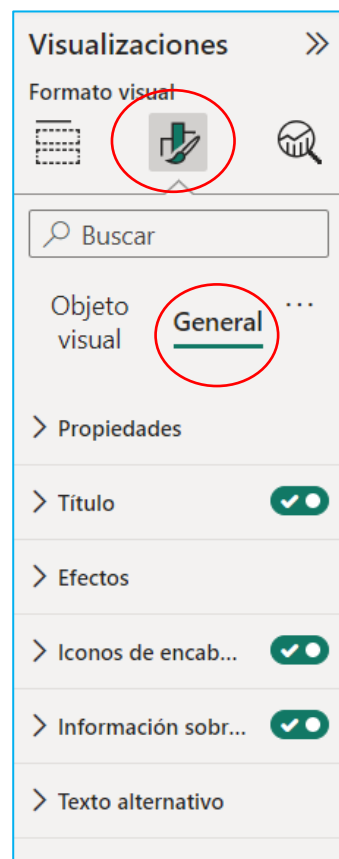 Visualizaciones
Formato visual
Buscar
Objeto
visual
General
...
Propiedades
Título
Efectos
Iconos de encab...
Información sobr...
Texto alternativo